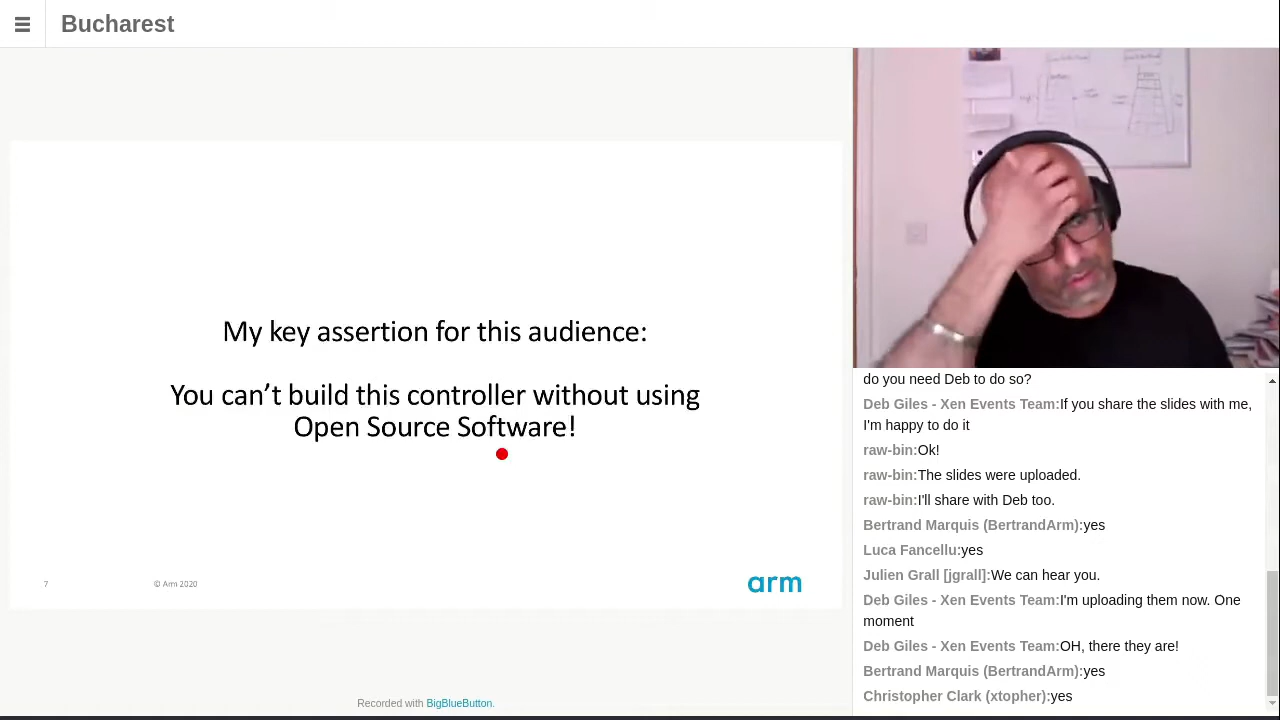 Bucharest
My key assertion for this audience:
You can’t build this controller without using
Open Source Software!
7
© Arm 2020
arm
Recorded with BigBlueButton.
do you need Deb to do so?
Deb Giles - Xen Events Team:If you share the slides with me,
I'm happy to do it
raw-bin:Ok!
raw-bin:The slides were uploaded.
raw-bin:I'll share with Deb too.
Bertrand Marquis (BertrandArm):yes
Luca Fancellu:yes
Julien Grall [jgrall]:We can hear you.
Deb Giles - Xen Events Team:I'm uploading them now. One
moment
Deb Giles - Xen Events Team:OH, there they are!
Bertrand Marquis (BertrandArm):yes
Christopher Clark (xtopher):yes